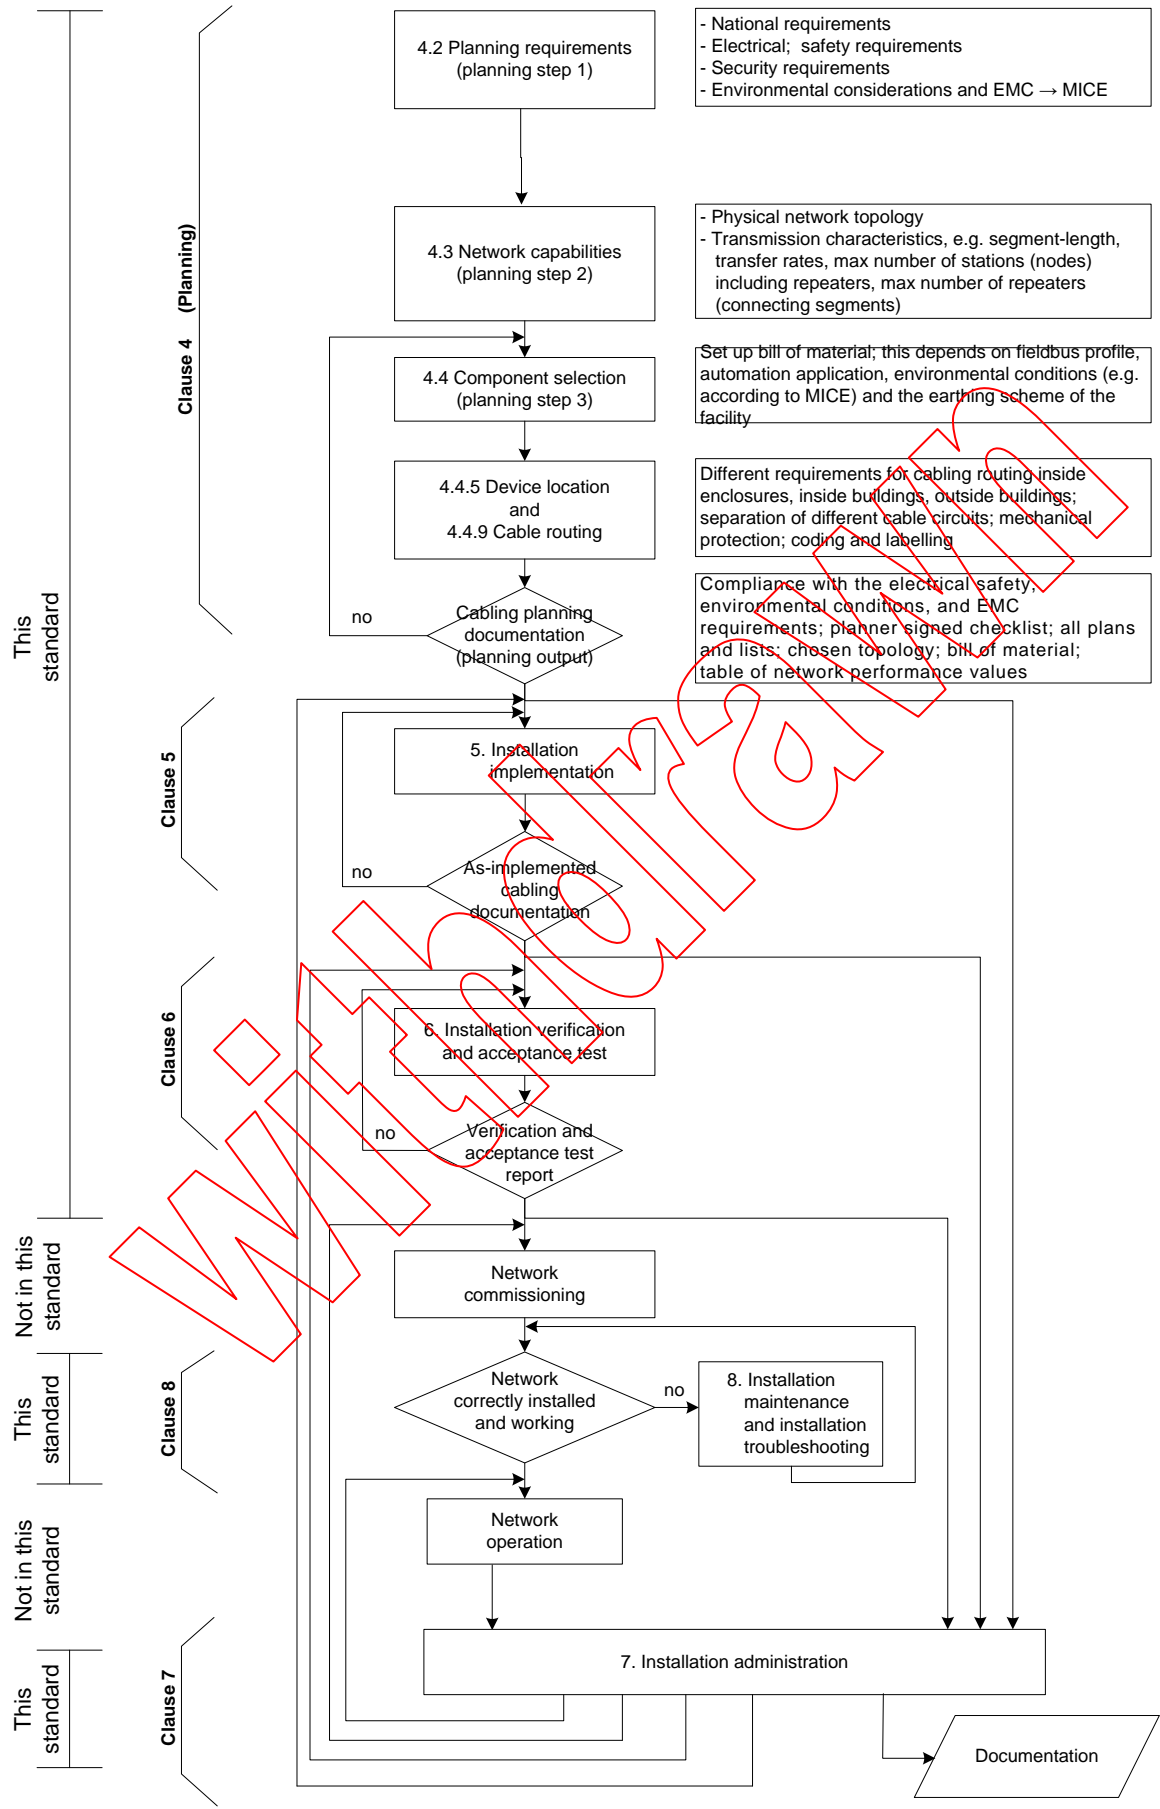 4.2 Planning requirements
(planning step 1)
- National requirements
- Electrical;  safety requirements
- Security requirements
- Environmental considerations and EMC → MICE
4.3 Network capabilities
(planning step 2)
- Physical network topology
- Transmission characteristics, e.g. segment-length,
transfer rates, max number of stations (nodes)
including repeaters, max number of repeaters
(connecting segments)
Clause 4    (Planning)
4.4 Component selection
(planning step 3)
Set up bill of material; this depends on fieldbus profile,
automation application, environmental conditions (e.g.
according to MICE) and the earthing scheme of the
facility
4.4.5 Device location
and
4.4.9 Cable routing
Different requirements for cabling routing inside
enclosures, inside buildings, outside buildings;
separation of different cable circuits; mechanical
protection; coding and labelling
no
Cabling planning
documentation
(planning output)
Compliance with the electrical safety,
environmental conditions, and EMC
requirements; planner signed checklist; all plans
and lists; chosen topology; bill of material;
table of network performance values
This
standard
Clause 5
5. Installation
implementation
no
As-implemented
cabling
documentation
Clause 6
6. Installation verification
and acceptance test
no
Verification and
acceptance test
report
Withdrawn
Not in this
standard
Network
commissioning
This
standard
Clause 8
Network
correctly installed
and working
no
8. Installation
maintenance
and installation
troubleshooting
Not in this
standard
Network
operation
This
standard
Clause 7
7. Installation administration
Documentation